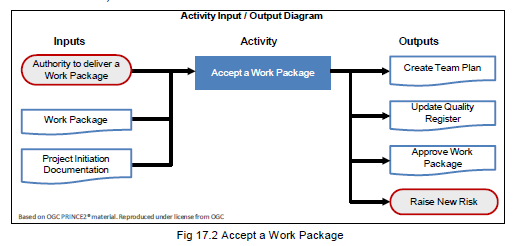 Activity Input / Output Diagram
Inputs
Activity
Outputs
Authority to deliver a
Work Package
Work Package
Project Initiation
Documentation
Accept a Work Package
Create Team Plan
Update Quality
Register
Approve Work
Package
Raise New Risk
Based on OGC PRINCE2® material. Reproduced under license from OGC
Fig 17.2 Accept a Work Package